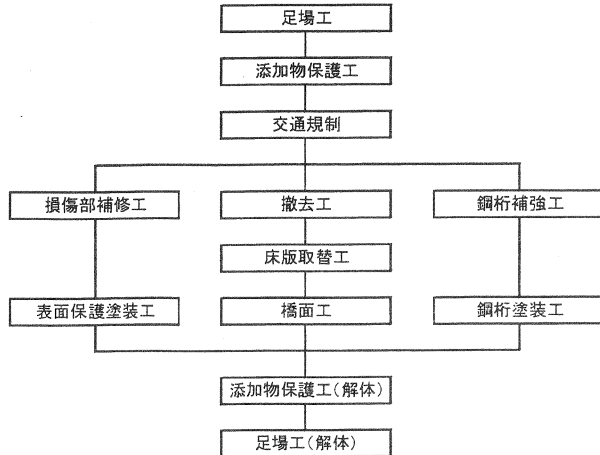 足場工
添加物保護工
交通規制
損傷部補修工
撤去工
鋼桁補強工
床版取替工
表面保護塗装工
橋面工
鋼桁塗装工
添加物保護工(解体)
足場工(解体)